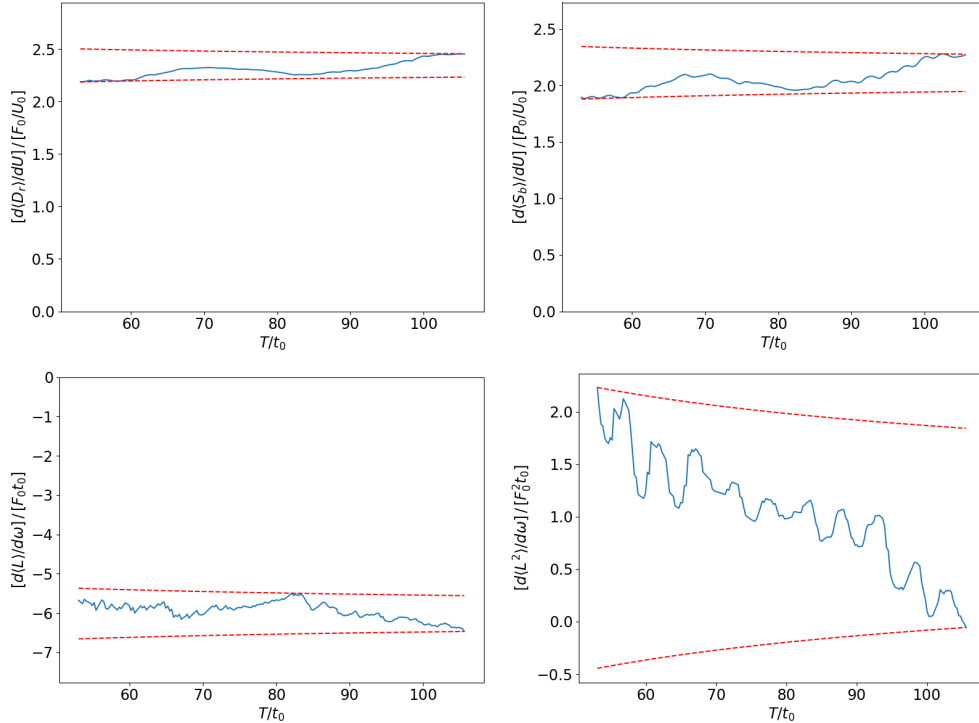 [d⟨D_r⟩/dU] / [F_0/U_0]
2.5
2.0
1.5
1.0
0.5
0.0
60 70 80 90 100
T/t_0
[d⟨S_b⟩/dU] / [P_0/U_0]
2.5
2.0
1.5
1.0
0.5
0.0
60 70 80 90 100
T/t_0
[d⟨L⟩/dω] / [F_0t_0]
0
−1
−2
−3
−4
−5
−6
−7
60 70 80 90 100
T/t_0
[d⟨L^2⟩/dω] / [F_0^2t_0]
2.0
1.5
1.0
0.5
0.0
−0.5
60 70 80 90 100
T/t_0